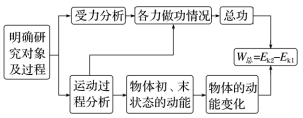 明确研
究对象
及过程
受力分析
各力做功情况
总功
W总=Ek2-Ek1
运动过
程分析
物体初、末
状态的动能
物体的动
能变化